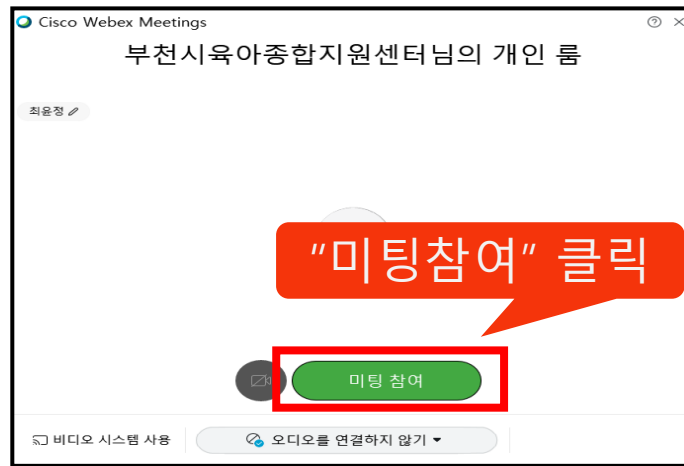 Cisco Webex Meetings
부천시육아종합지원센터님의 개인 룸
최윤정
"미팅참여" 클릭
미팅 참여
비디오 시스템 사용
오디오를 연결하지 않기